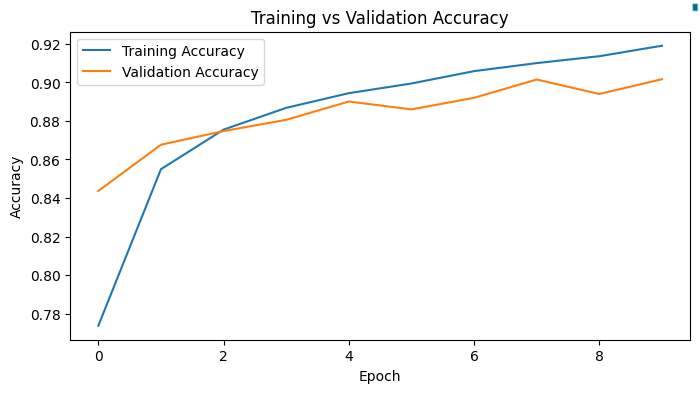 Training vs Validation Accuracy
Training Accuracy
Validation Accuracy
Accuracy
0.92
0.90
0.88
0.86
0.84
0.82
0.80
0.78
0
2
4
6
8
Epoch